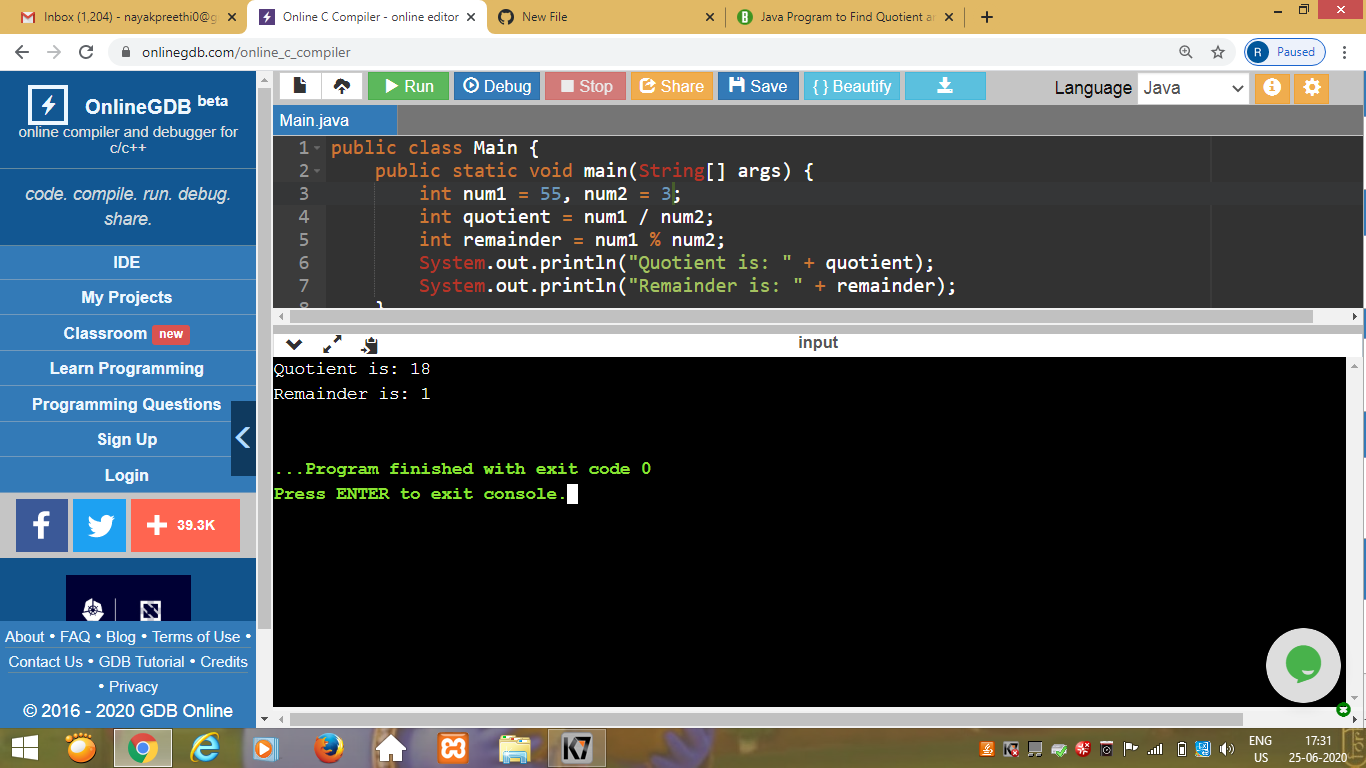 Inbox (1,204) - nayakpreethi0@g
Online C Compiler - online editor
New File
Java Program to Find Quotient a
onlinegdb.com/online_c_compiler
R Paused
OnlineGDB beta
online compiler and debugger for
c/c++
code. compile. run. debug.
share.
IDE
My Projects
Classroom new
Learn Programming
Programming Questions
Sign Up
Login
39.3K
About • FAQ • Blog • Terms of Use •
Contact Us • GDB Tutorial • Credits
• Privacy
© 2016 - 2020 GDB Online
Run Debug Stop Share Save { } Beautify
Language Java
Main.java
1 public class Main {
2 public static void main(String[] args) {
3 int num1 = 55, num2 = 3;
4 int quotient = num1 / num2;
5 int remainder = num1 % num2;
6 System.out.println("Quotient is: " + quotient);
7 System.out.println("Remainder is: " + remainder);
8 }
input
Quotient is: 18
Remainder is: 1
...Program finished with exit code 0
Press ENTER to exit console.
K7
ENG
US
17:31
25-06-2020